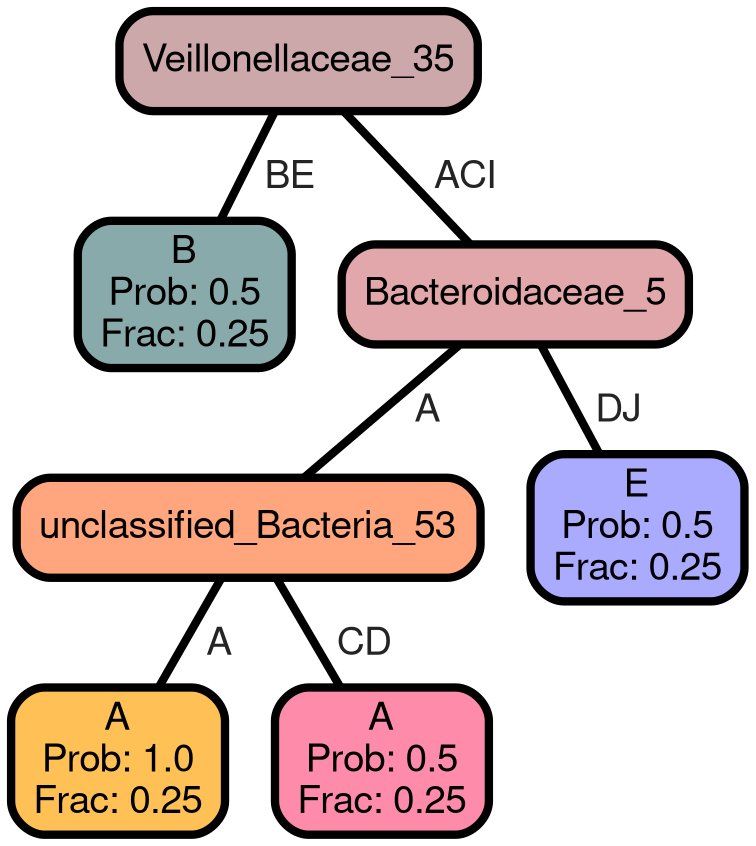 Veillonellaceae_35
BE
ACI
B
Prob: 0.5
Frac: 0.25
Bacteroidaceae_5
A
DJ
unclassified_Bacteria_53
E
Prob: 0.5
Frac: 0.25
A
CD
A
Prob: 1.0
Frac: 0.25
A
Prob: 0.5
Frac: 0.25